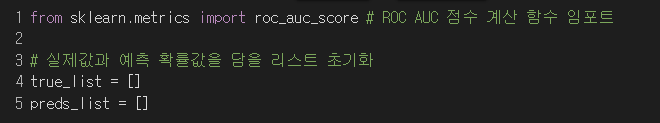 1 from sklearn.metrics import roc_auc_score # ROC AUC 점수 계산 함수 임포트
2
3 # 실제값과 예측 확률값을 담을 리스트 초기화
4 true_list = []
5 preds_list = []